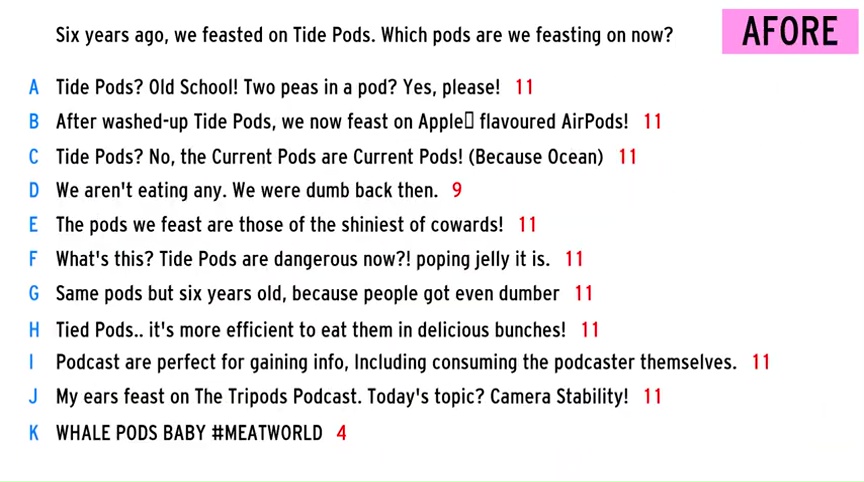 Six years ago, we feasted on Tide Pods. Which pods are we feasting on now?
AFORE
A Tide Pods? Old School! Two peas in a pod? Yes, please! 11
B After washed-up Tide Pods, we now feast on Apple▯ flavoured AirPods! 11
C Tide Pods? No, the Current Pods are Current Pods! (Because Ocean) 11
D We aren't eating any. We were dumb back then. 9
E The pods we feast are those of the shiniest of cowards! 11
F What's this? Tide Pods are dangerous now?! poping jelly it is. 11
G Same pods but six years old, because people got even dumber 11
H Tied Pods.. it's more efficient to eat them in delicious bunches! 11
I Podcast are perfect for gaining info, Including consuming the podcaster themselves. 11
J My ears feast on The Tripods Podcast. Today's topic? Camera Stability! 11
K WHALE PODS BABY #MEATWORLD 4